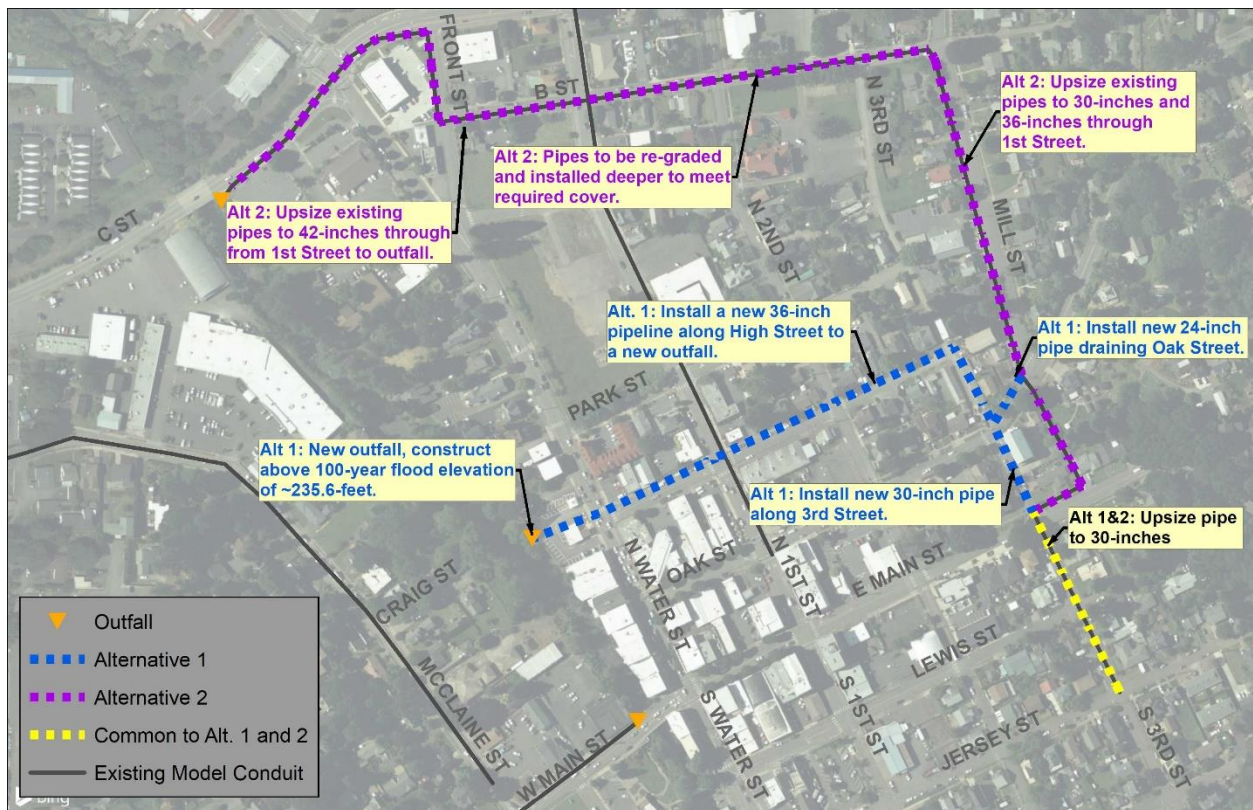 FRONT ST
B ST
N 3RD ST
Alt 2: Upsize existing
pipes to 30-inches and
36-inches through
1st Street.
Alt 2: Pipes to be re-graded
and installed deeper to meet
required cover.
C ST
Alt 2: Upsize existing
pipes to 42-inches through
from 1st Street to outfall.
N 2ND ST
MILL ST
Alt. 1: Install a new 36-inch
pipeline along High Street to
a new outfall.
Alt 1: Install new 24-inch
pipe draining Oak Street.
PARK ST
Alt 1: New outfall, construct
above 100-year flood elevation
of ~235.6-feet.
Alt 1: Install new 30-inch pipe
along 3rd Street.
Alt 1&2: Upsize pipe
to 30-inches
N WATER ST
OAK ST
N 1ST ST
E MAIN ST
CRAIG ST
LEWIS ST
MCCLAINE ST
S WATER ST
S 1ST ST
JERSEY ST
S 3RD ST
W MAIN ST
Outfall
Alternative 1
Alternative 2
Common to Alt. 1 and 2
Existing Model Conduit
bing